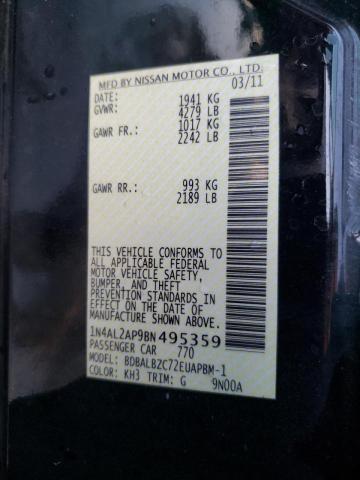 MFD BY NISSAN MOTOR CO., LTD.
03/11
DATE: 1941 KG
GVWR: 4279 LB
GAWR FR.: 1017 KG
2242 LB
GAWR RR.: 993 KG
2189 LB
THIS VEHICLE CONFORMS TO
ALL APPLICABLE FEDERAL
MOTOR VEHICLE SAFETY,
BUMPER, AND THEFT
PREVENTION STANDARDS IN
EFFECT ON THE DATE OF
MANUFACTURE SHOWN ABOVE.
1N4AL2AP9BN495359
PASSENGER CAR 770
MODEL: BDBALBZC72EUAPBM-1
COLOR: KH3 TRIM: G 9N00A